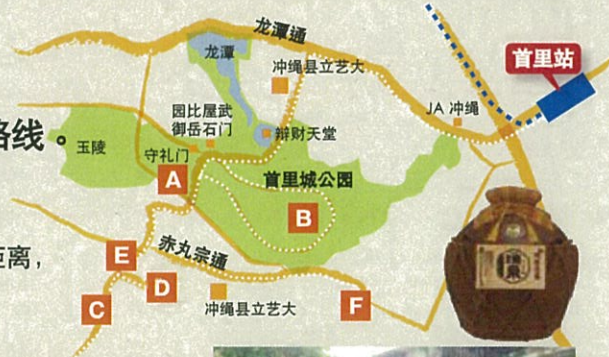 龙潭通
龙潭
冲绳县立艺大
首里站
JA 冲绳
园比屋武
御岳石门
辩财天堂
络线。
玉陵
守礼门
A
首里城公园
B
距离，
E
赤丸宗通
D
C
冲绳县立艺大
F